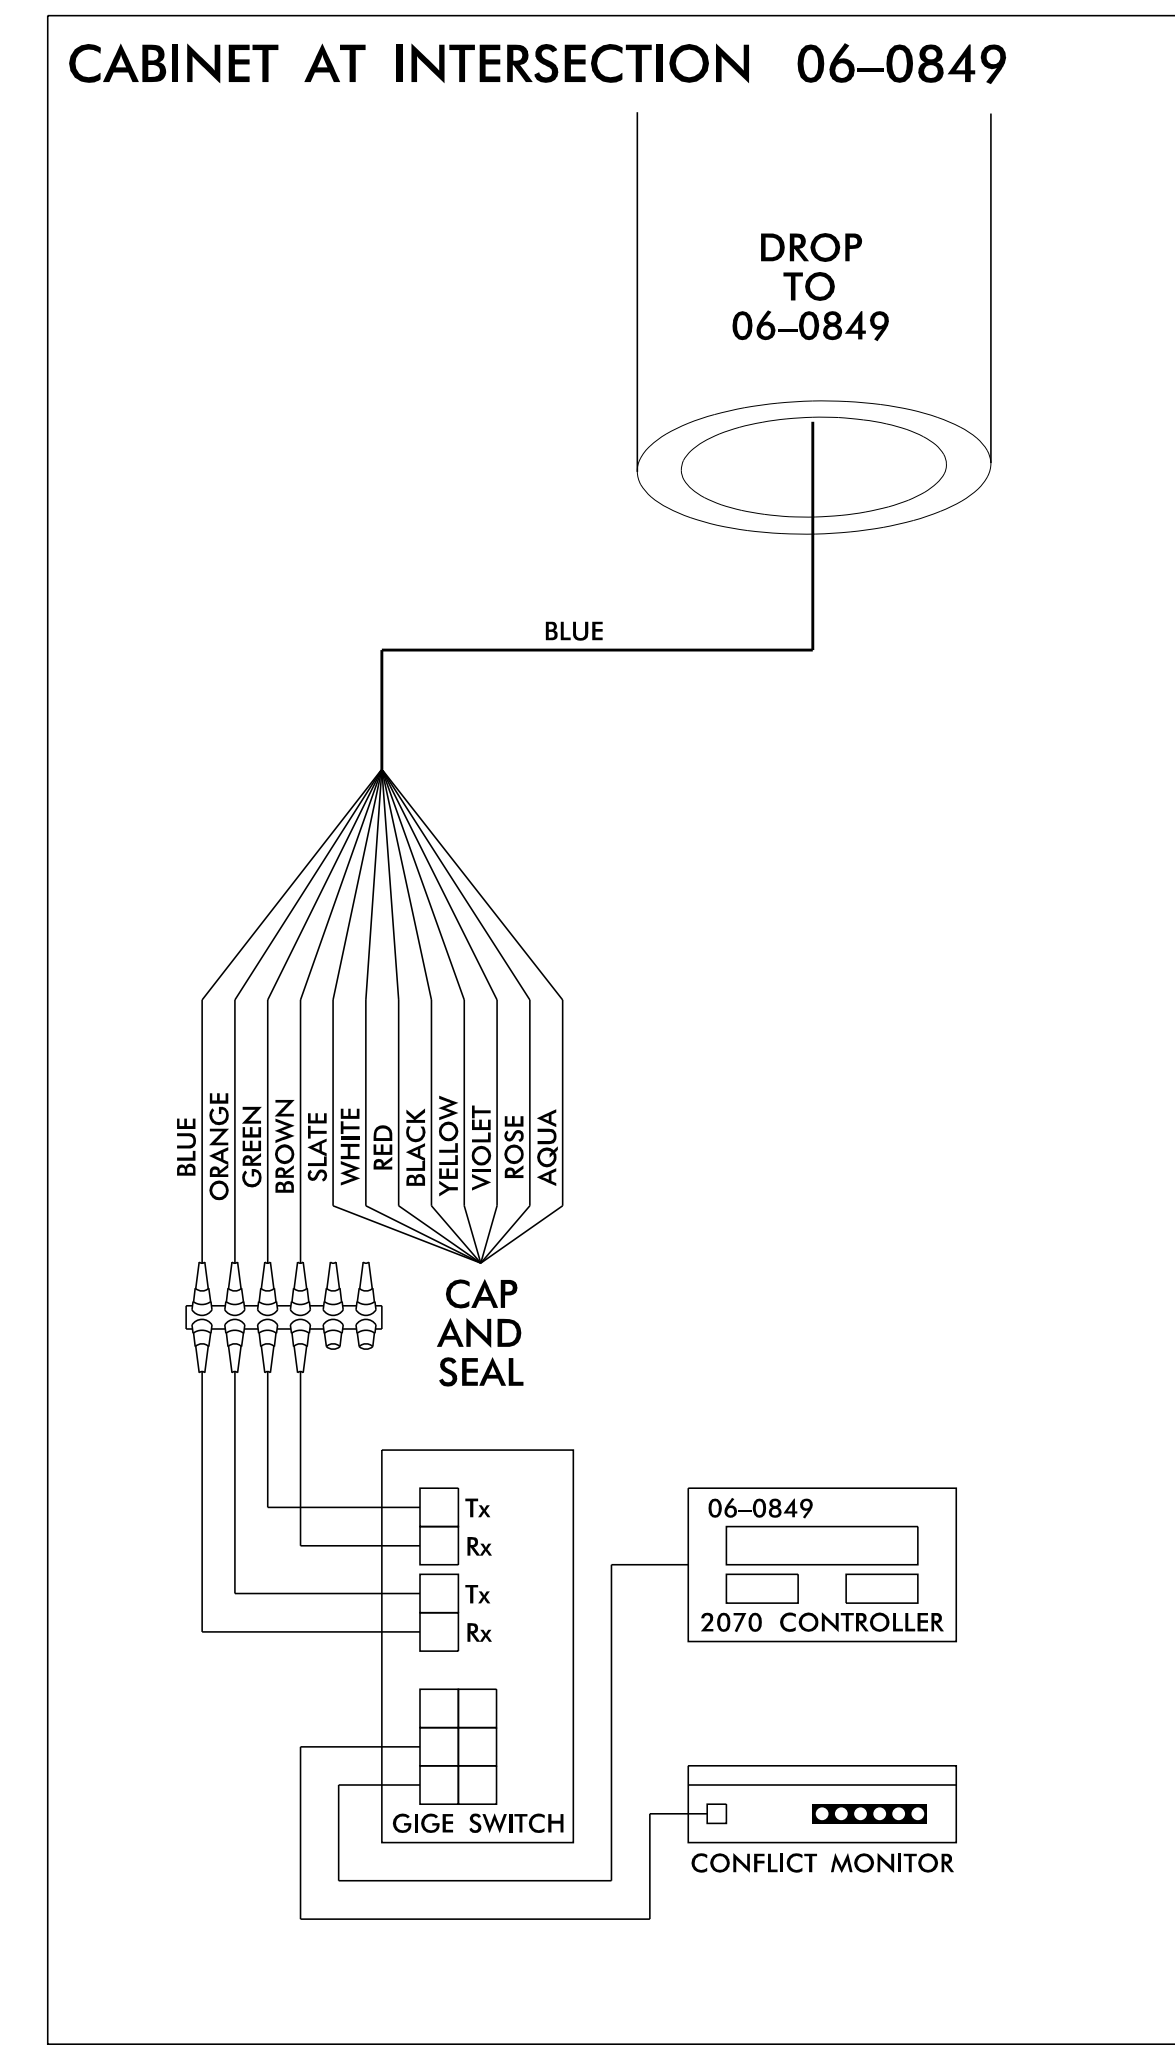 CABINET AT INTERSECTION 06–0849
DROP
TO
06–0849
BLUE
BLUE
ORANGE
GREEN
BROWN
SLATE
WHITE
RED
BLACK
YELLOW
VIOLET
ROSE
AQUA
CAP
AND
SEAL
Tx
Rx
Tx
Rx
GIGE SWITCH
06–0849
2070 CONTROLLER
CONFLICT MONITOR